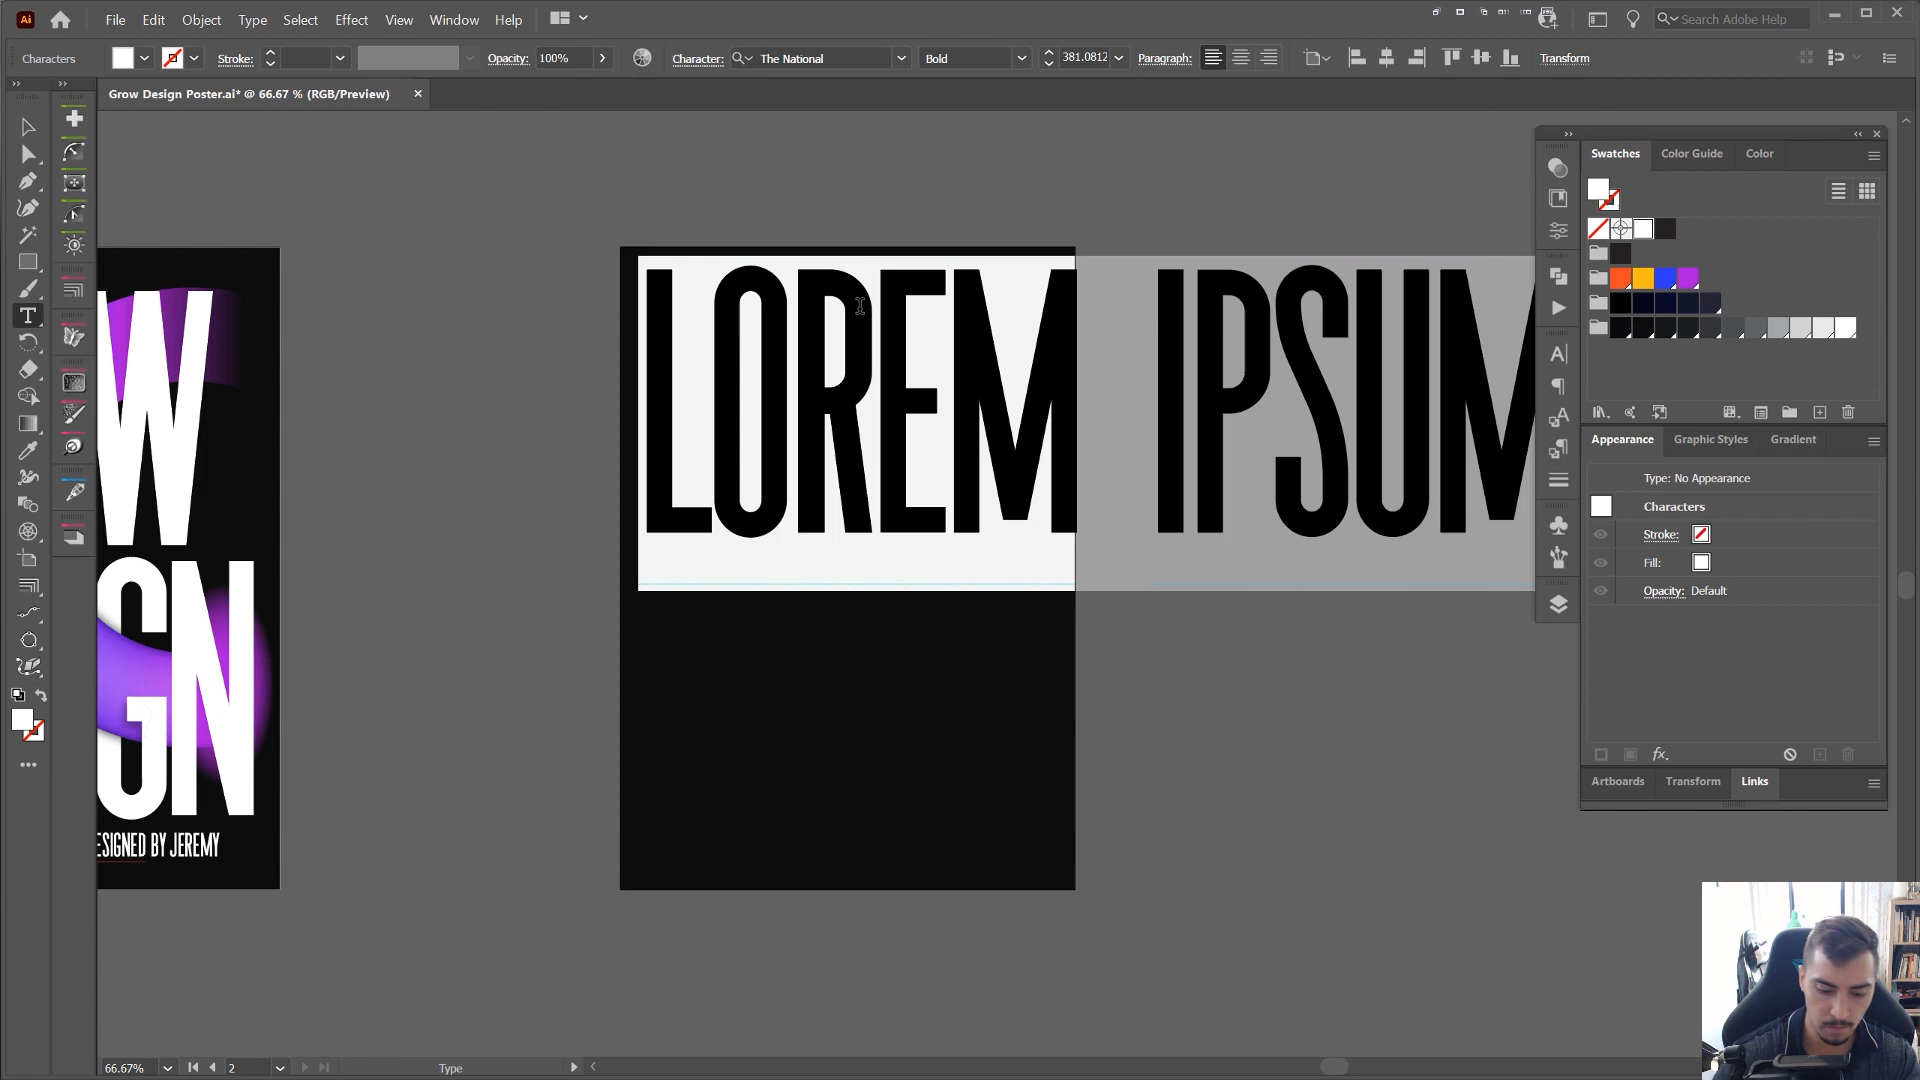 Ai File Edit Object Type Select Effect View Window Help Search Adobe Help
Characters Stroke: Opacity: 100% Character: The National Bold 381.0812 Paragraph: Transform
Grow Design Poster.ai* @ 66.67 % (RGB/Preview)
Swatches Color Guide Color
LOREM IPSUM
W
GN
ESIGNED BY JEREMY
Appearance Graphic Styles Gradient
Type: No Appearance
Characters
Stroke:
Fill:
Opacity: Default
fx
Artboards Transform Links
66.67% 2 Type